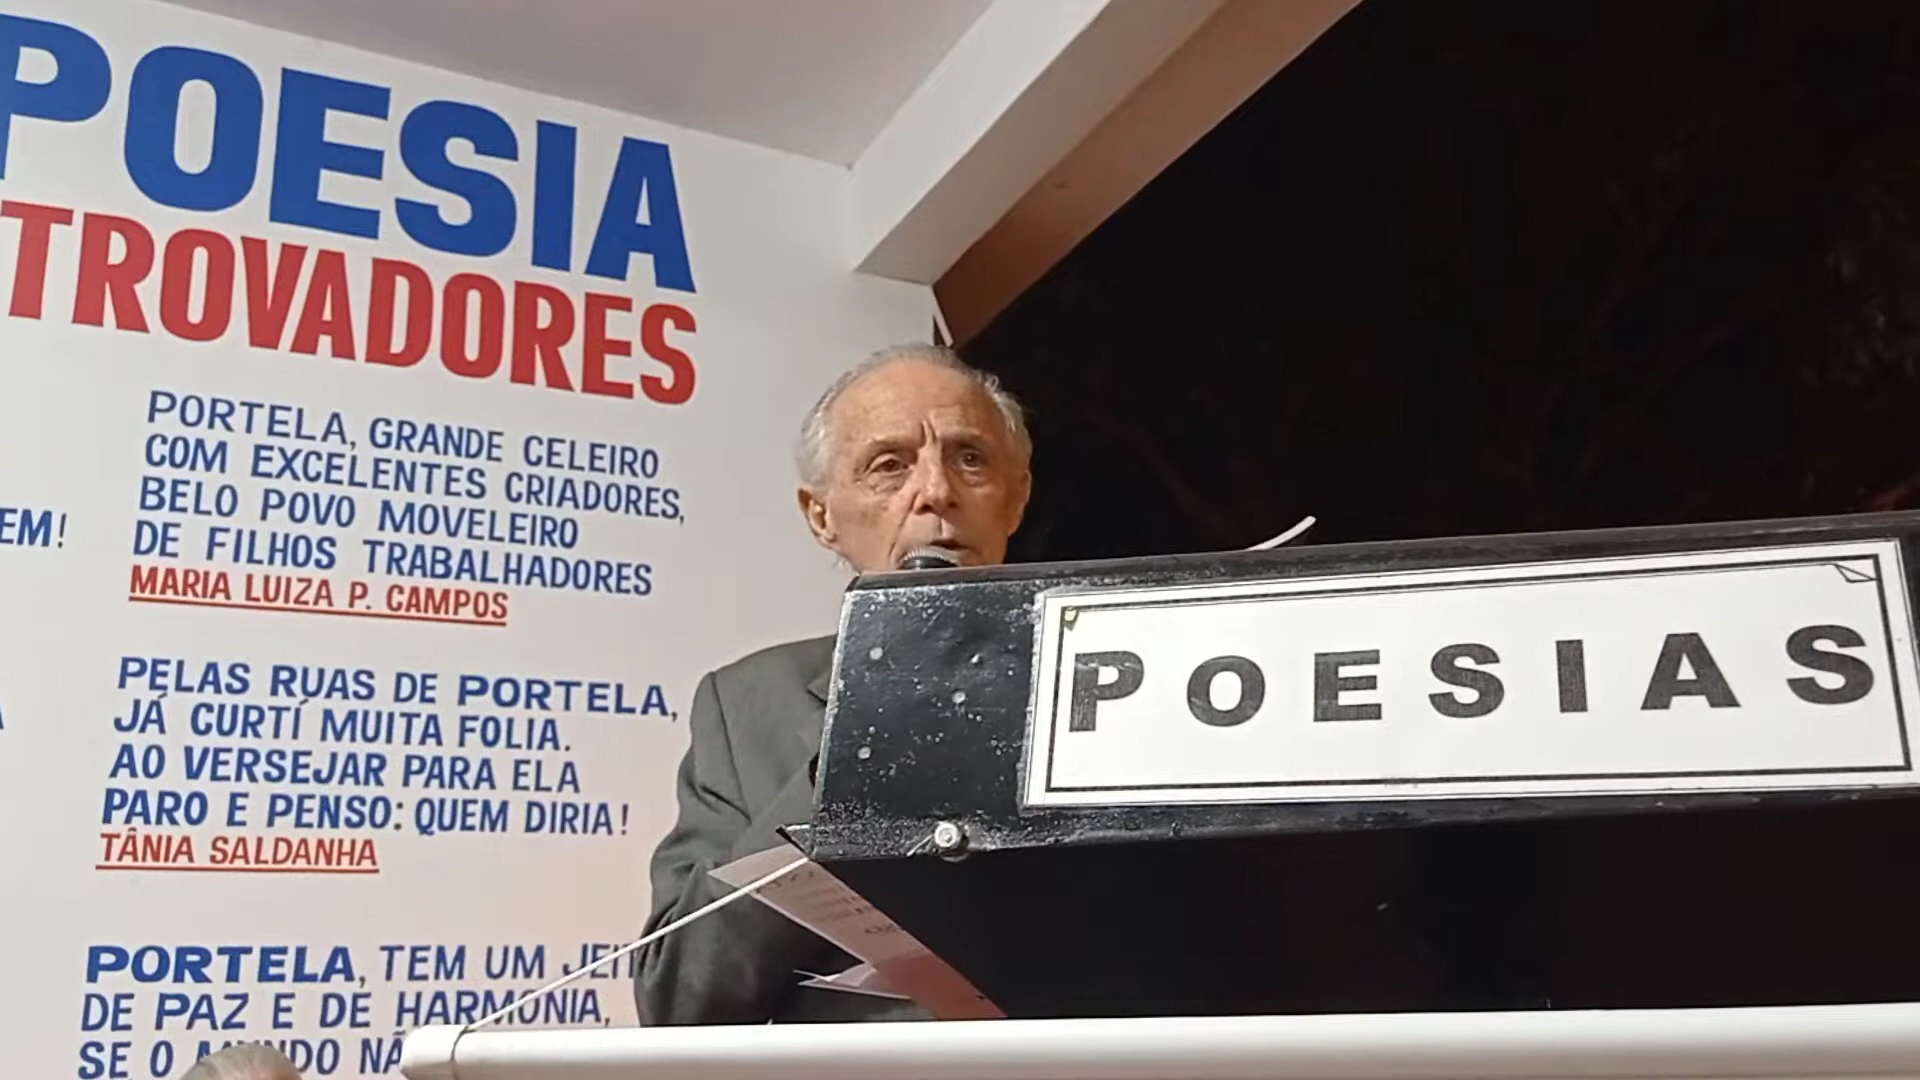 POESIA
TROVADORES
EM!
PORTELA, GRANDE CELEIRO
COM EXCELENTES CRIADORES,
BELO POVO MOVELEIRO
DE FILHOS TRABALHADORES
MARIA LUIZA P. CAMPOS
PELAS RUAS DE PORTELA,
JÁ CURTÍ MUITA FOLIA.
AO VERSEJAR PARA ELA
PARO E PENSO: QUEM DIRIA!
TÂNIA SALDANHA
PORTELA, TEM UM
DE PAZ E DE HARMONIA,
SE O
POESIAS